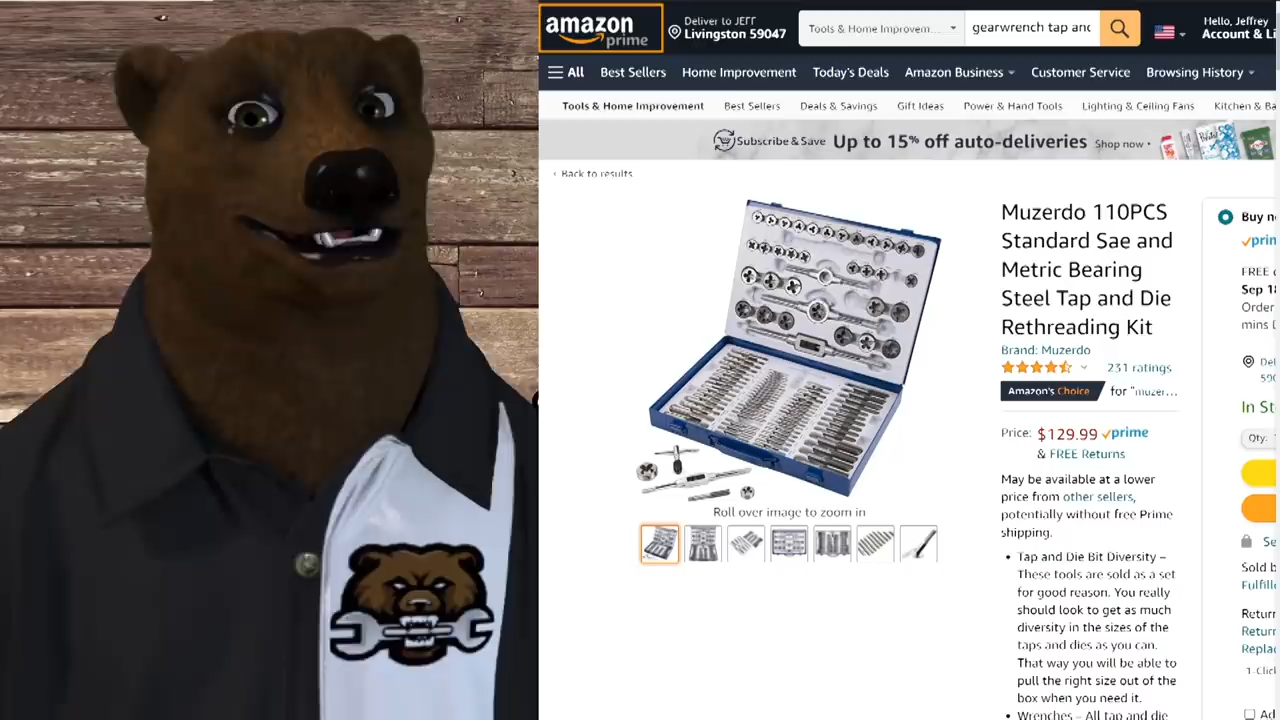 amazon
prime
Deliver to JEFF
Livingston 59047
Tools & Home Improvem...
gearwrench tap and
Hello, Jeffrey
Account & Li
All
Best Sellers
Home Improvement
Today's Deals
Amazon Business
Customer Service
Browsing History
Tools & Home Improvement
Best Sellers
Deals & Savings
Gift Ideas
Power & Hand Tools
Lighting & Ceiling Fans
Kitchen & Ba
Subscribe & Save
Up to 15% off auto-deliveries
Shop now
‹ Back to results
Muzerdo 110PCS
Standard Sae and
Metric Bearing
Steel Tap and Die
Rethreading Kit
Brand: Muzerdo
231 ratings
Amazon's Choice
for "muzer...
Price: $129.99 prime
& FREE Returns
May be available at a lower
price from other sellers,
potentially without free Prime
shipping.
• Tap and Die Bit Diversity –
These tools are sold as a set
for good reason. You really
should look to get as much
diversity in the sizes of the
taps and dies as you can.
That way you will be able to
pull the right size out of the
box when you need it.
• Wrenches – All tap and die
Roll over image to zoom in
Buy n
prin
FREE
Sep 18
Order
mins
Del
590
In St
Qty:
Se
Sold b
Fulfill
Return
Return
Replac
1-Click
Ad